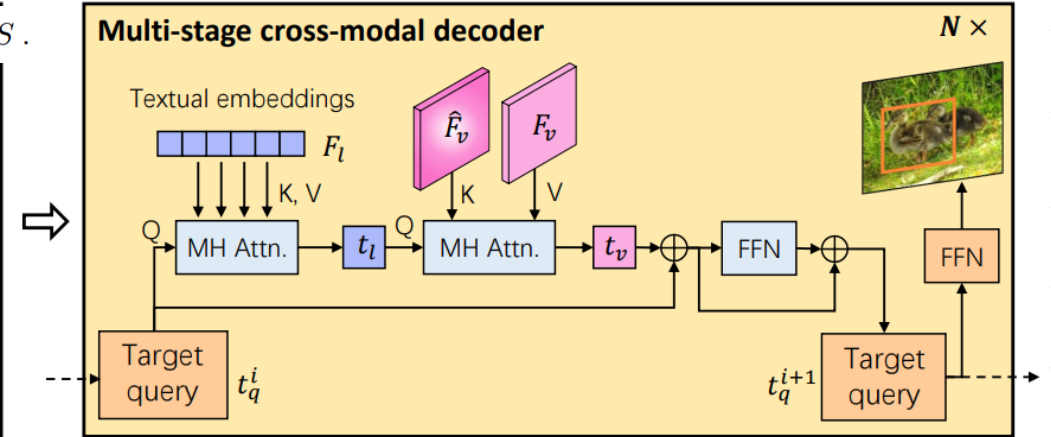 S .
Multi-stage cross-modal decoder
N ×
Textual embeddings
F_l
F̂_v
F_v
K, V
K
V
Q
MH Attn.
t_l
Q
MH Attn.
t_v
FFN
FFN
Target query
t_q^i
t_q^{i+1}
Target query